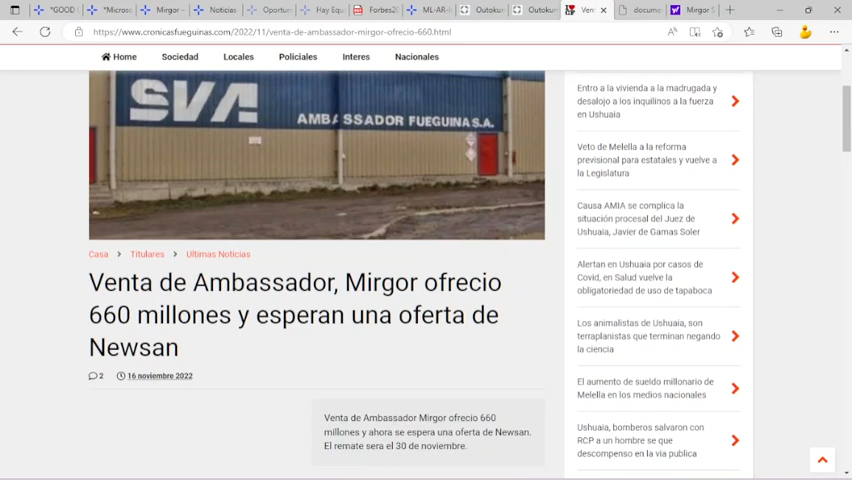 *GOOD
*Micros
Mirgor –
Noticias
Oportun
Hay Equ
Forbes20
ML-AR-
Outoku
Outoku
Ven
docume
Mirgor S
https://www.cronicasfueguinas.com/2022/11/venta-de-ambassador-mirgor-ofrecio-660.html
Home
Sociedad
Locales
Policiales
Interes
Nacionales
SVA
AMBASSADOR FUEGUINA S.A.
Casa > Titulares > Ultimas Noticias
Venta de Ambassador, Mirgor ofrecio
660 millones y esperan una oferta de
Newsan
2
16 noviembre 2022
Venta de Ambassador Mirgor ofrecio 660
millones y ahora se espera una oferta de Newsan.
El remate sera el 30 de noviembre.
Entro a la vivienda a la madrugada y
desalojo a los inquilinos a la fuerza
en Ushuaia
Veto de Melella a la reforma
previsional para estatales y vuelve a
la Legislatura
Causa AMIA se complica la
situación procesal del Juez de
Ushuaia, Javier de Gamas Soler
Alertan en Ushuaia por casos de
Covid, en Salud vuelve la
obligatoriedad de uso de tapaboca
Los animalistas de Ushuaia, son
terraplanistas que terminan negando
la ciencia
El aumento de sueldo millonario de
Melella en los medios nacionales
Ushuaia, bomberos salvaron con
RCP a un hombre se que
descompenso en la via publica